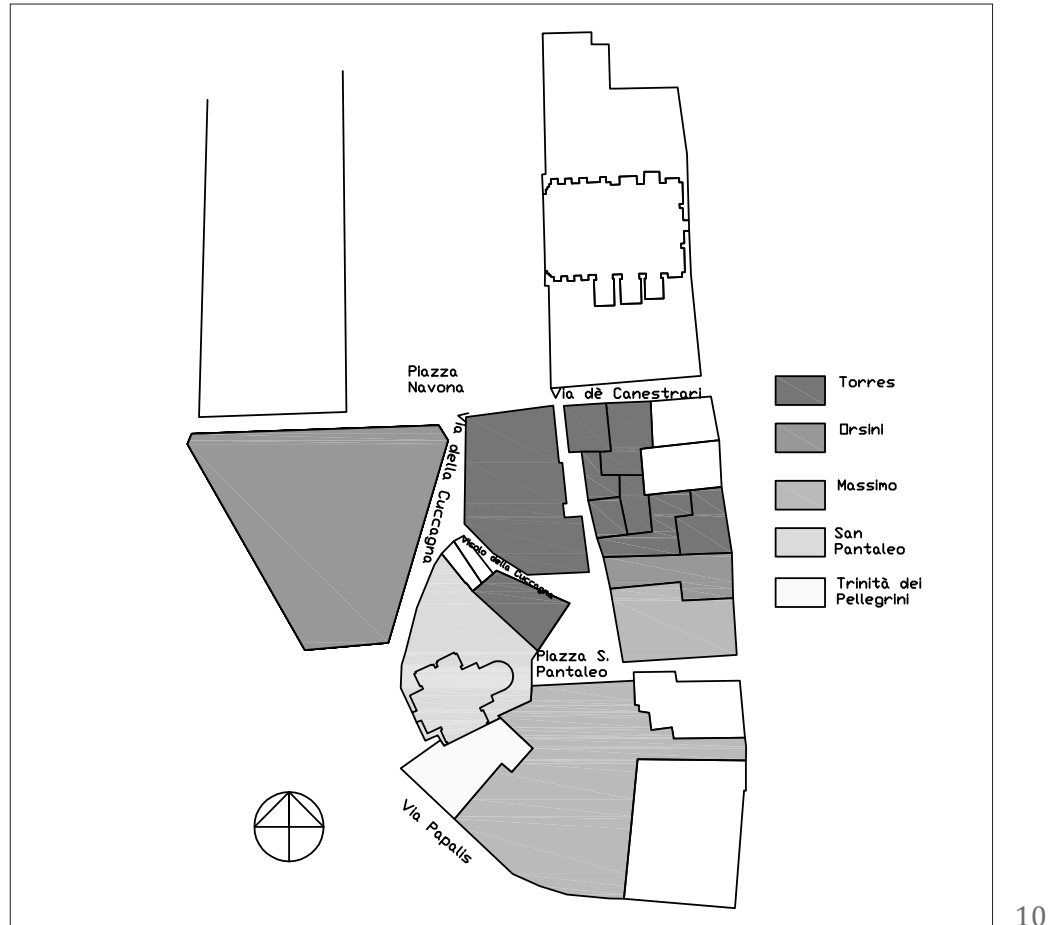 Piazza
Navona
Via dè Canestrari
Via della Cuccagna
Vicolo della Cuccagna
Piazza S.
Pantaleo
Via Papalis
Torres
Orsini
Massimo
San
Pantaleo
Trinità dei
Pellegrini
10